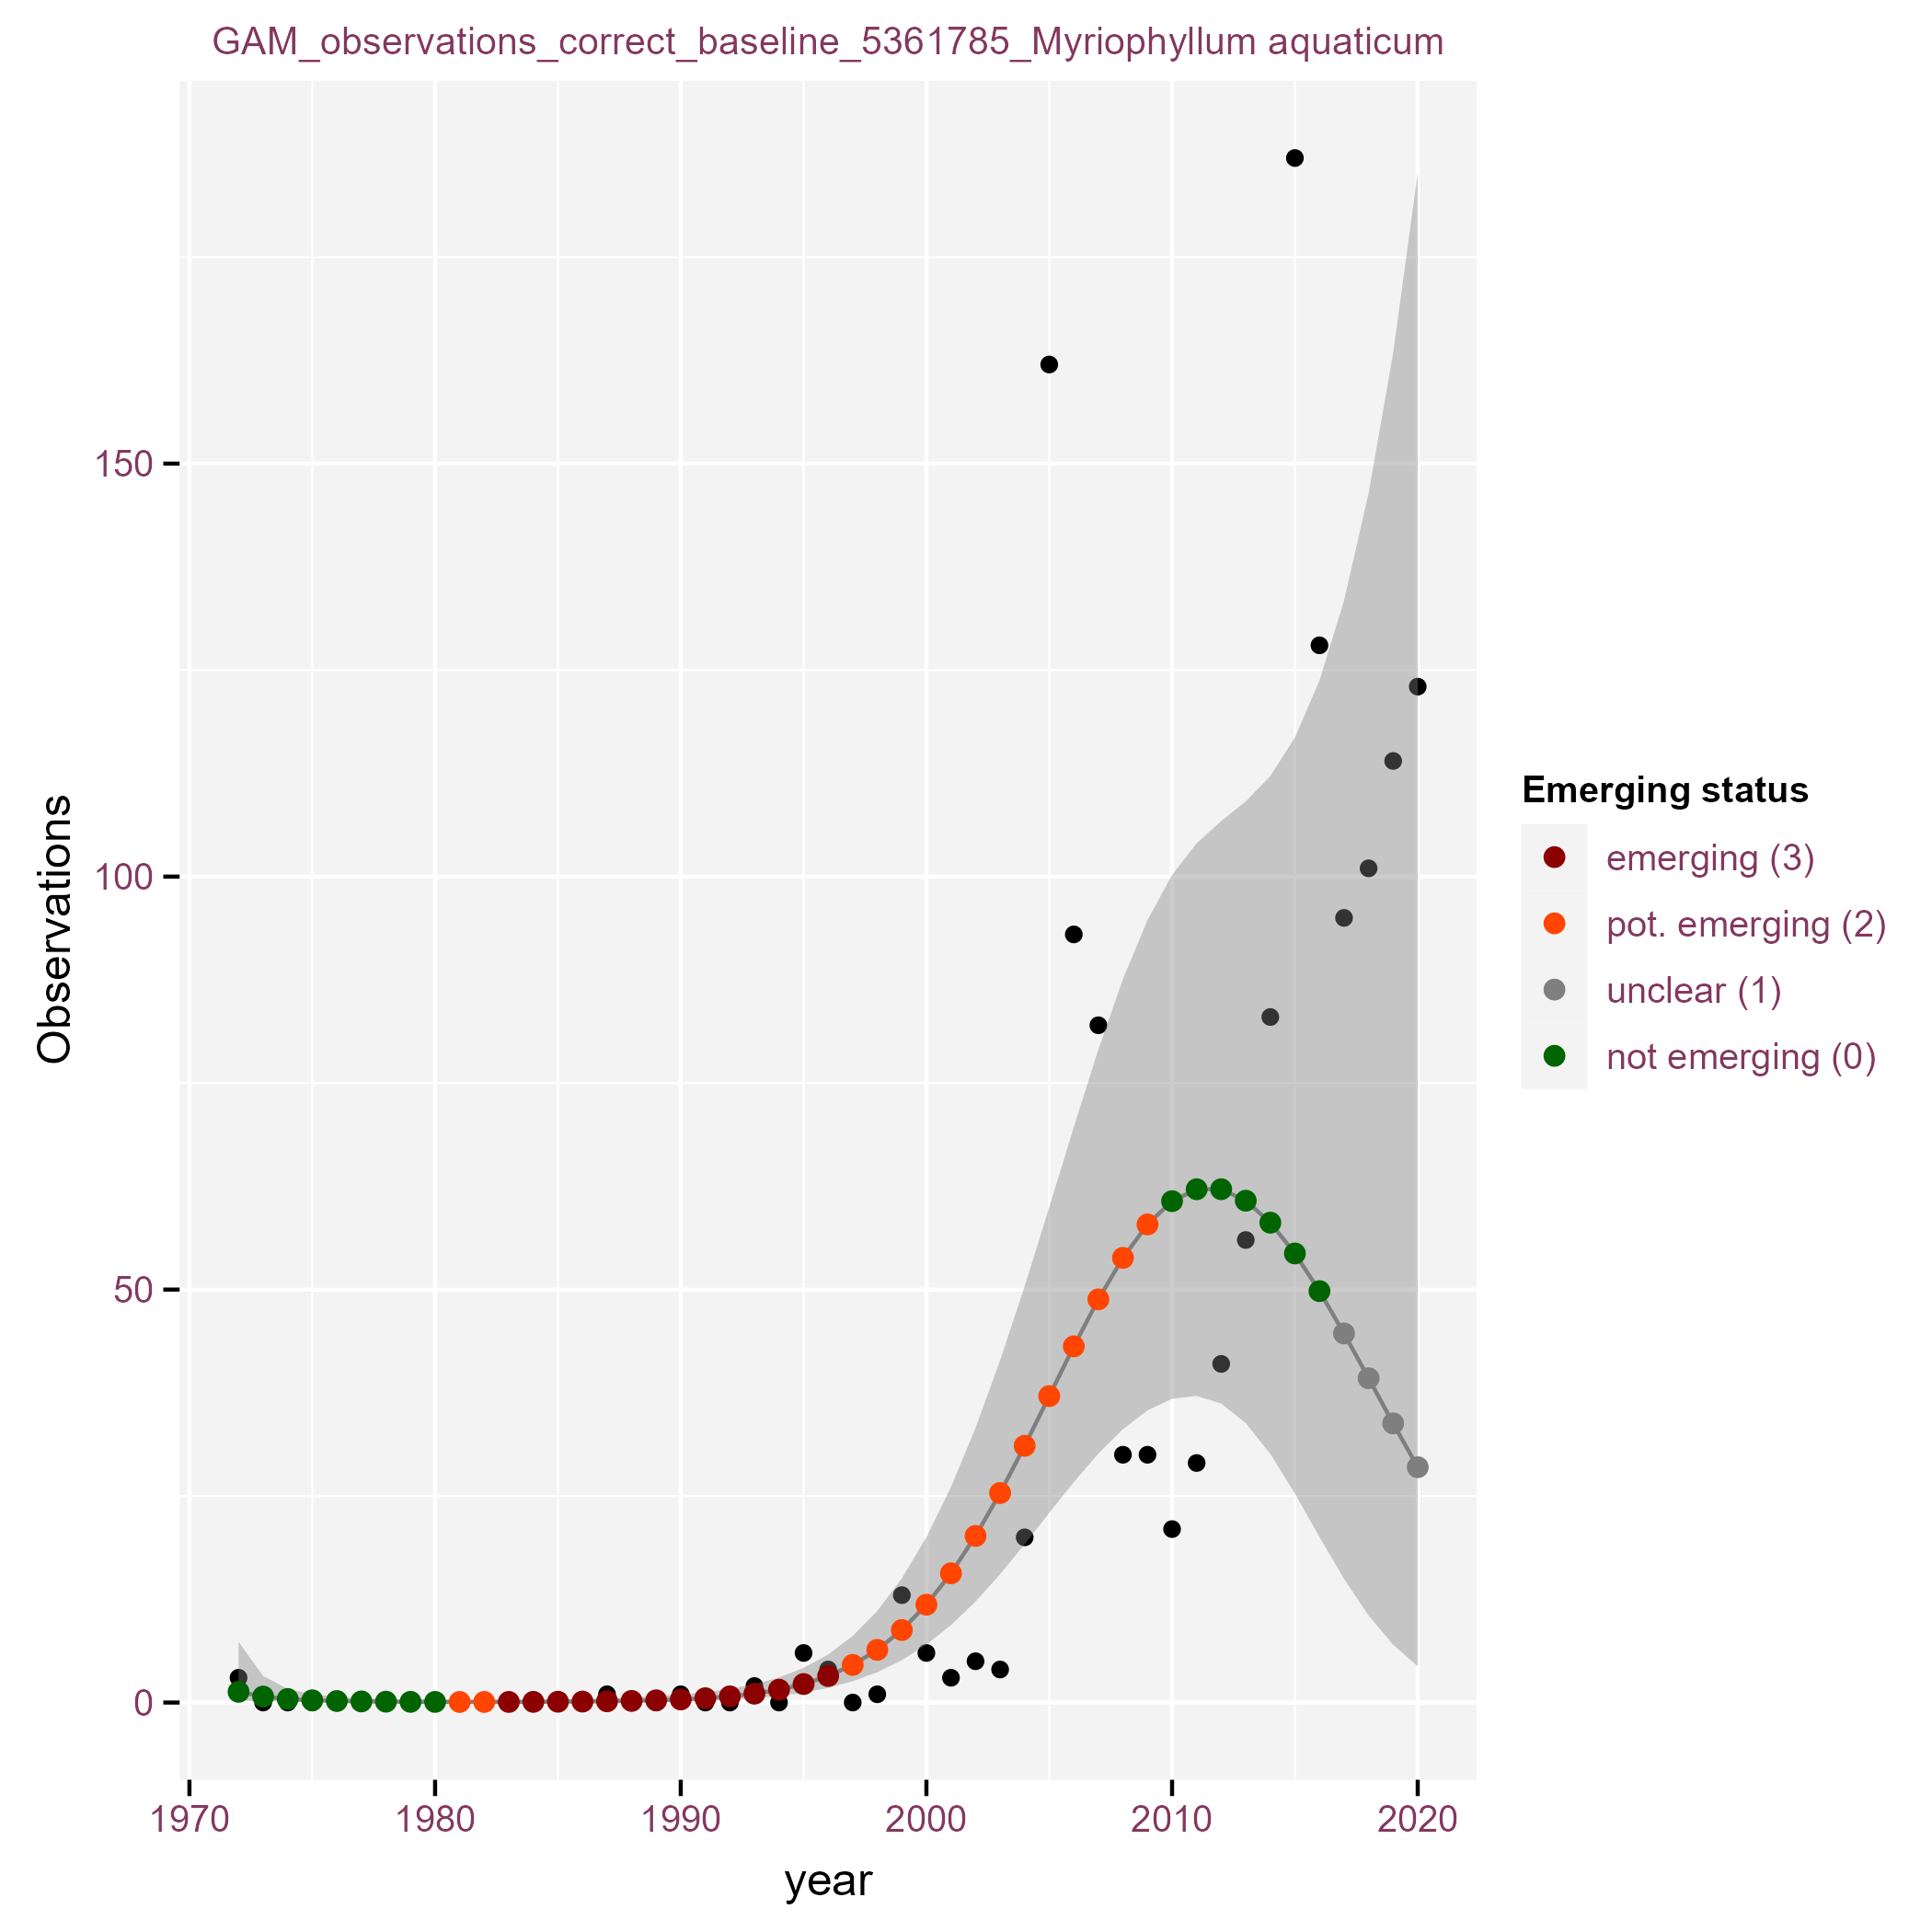 GAM_observations_correct_baseline_5361785_Myriophyllum aquaticum
Observations
150
100
50
0
1970 1980 1990 2000 2010 2020
year
Emerging status
emerging (3)
pot. emerging (2)
unclear (1)
not emerging (0)